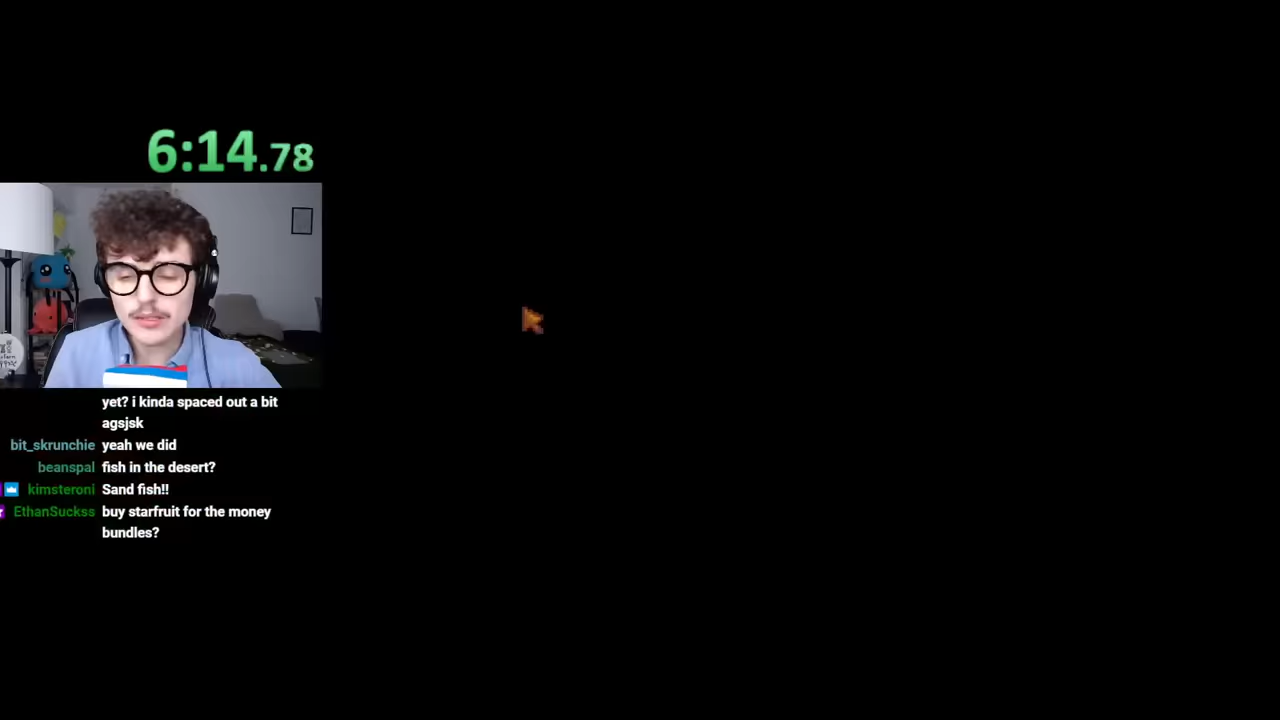 6:14.78
yet? i kinda spaced out a bit
agsjsk
bit_skrunchie yeah we did
beanspal fish in the desert?
kimsteroni Sand fish!!
EthanSuckss buy starfruit for the money
bundles?